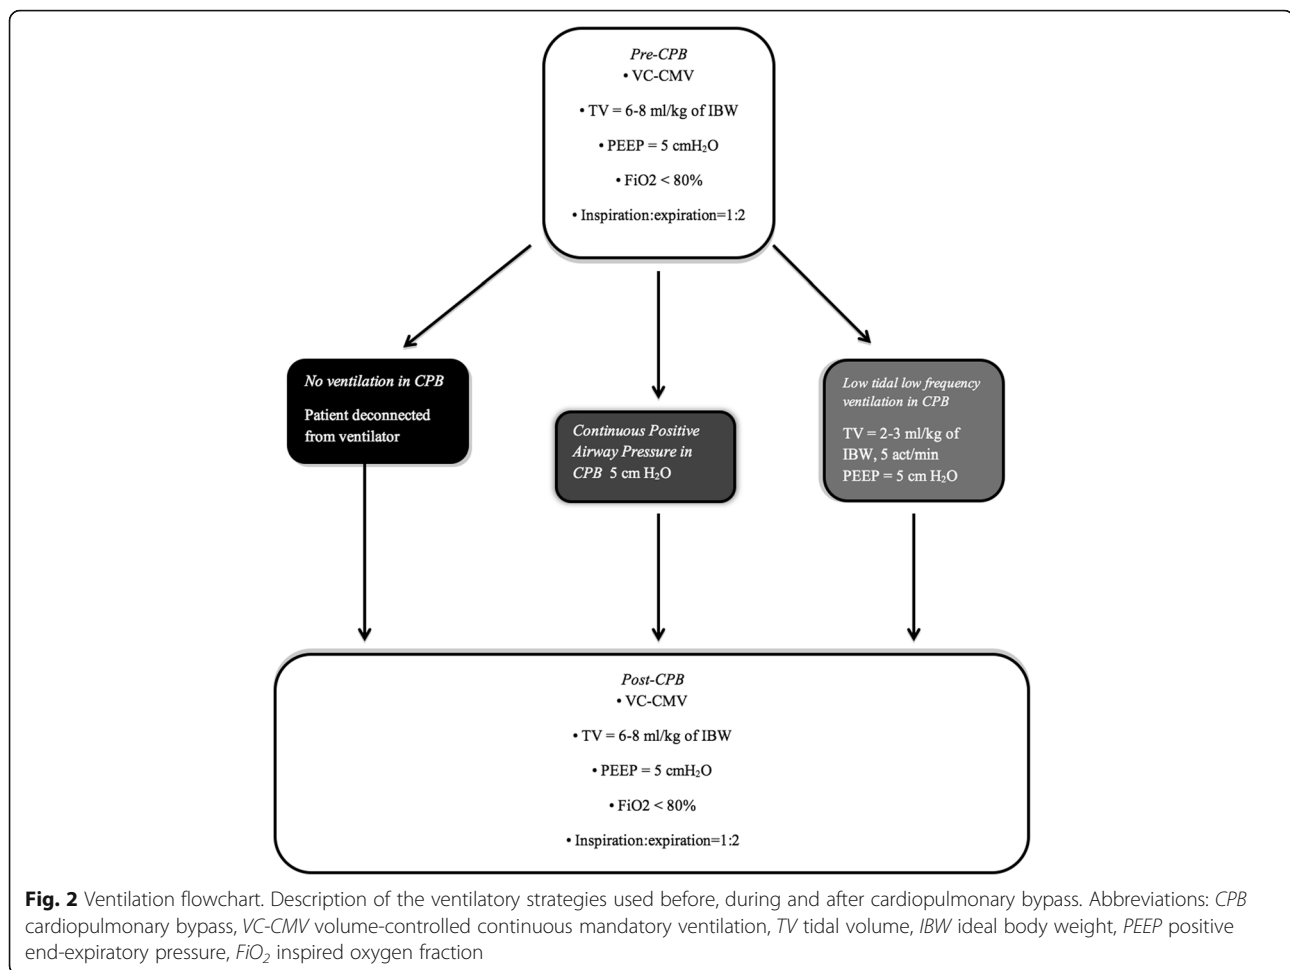 Pre-CPB
• VC-CMV
• TV = 6-8 ml/kg of IBW
• PEEP = 5 cmH₂O
• FiO2 < 80%
• Inspiration:expiration=1:2
No ventilation in CPB
Patient deconnected
from ventilator
Continuous Positive
Airway Pressure in
CPB 5 cm H₂O
Low tidal low frequency
ventilation in CPB
TV = 2-3 ml/kg of
IBW, 5 act/min
PEEP = 5 cm H₂O
Post-CPB
• VC-CMV
• TV = 6-8 ml/kg of IBW
• PEEP = 5 cmH₂O
• FiO2 < 80%
• Inspiration:expiration=1:2
Fig. 2 Ventilation flowchart. Description of the ventilatory strategies used before, during and after cardiopulmonary bypass. Abbreviations: CPB
cardiopulmonary bypass, VC-CMV volume-controlled continuous mandatory ventilation, TV tidal volume, IBW ideal body weight, PEEP positive
end-expiratory pressure, FiO₂ inspired oxygen fraction